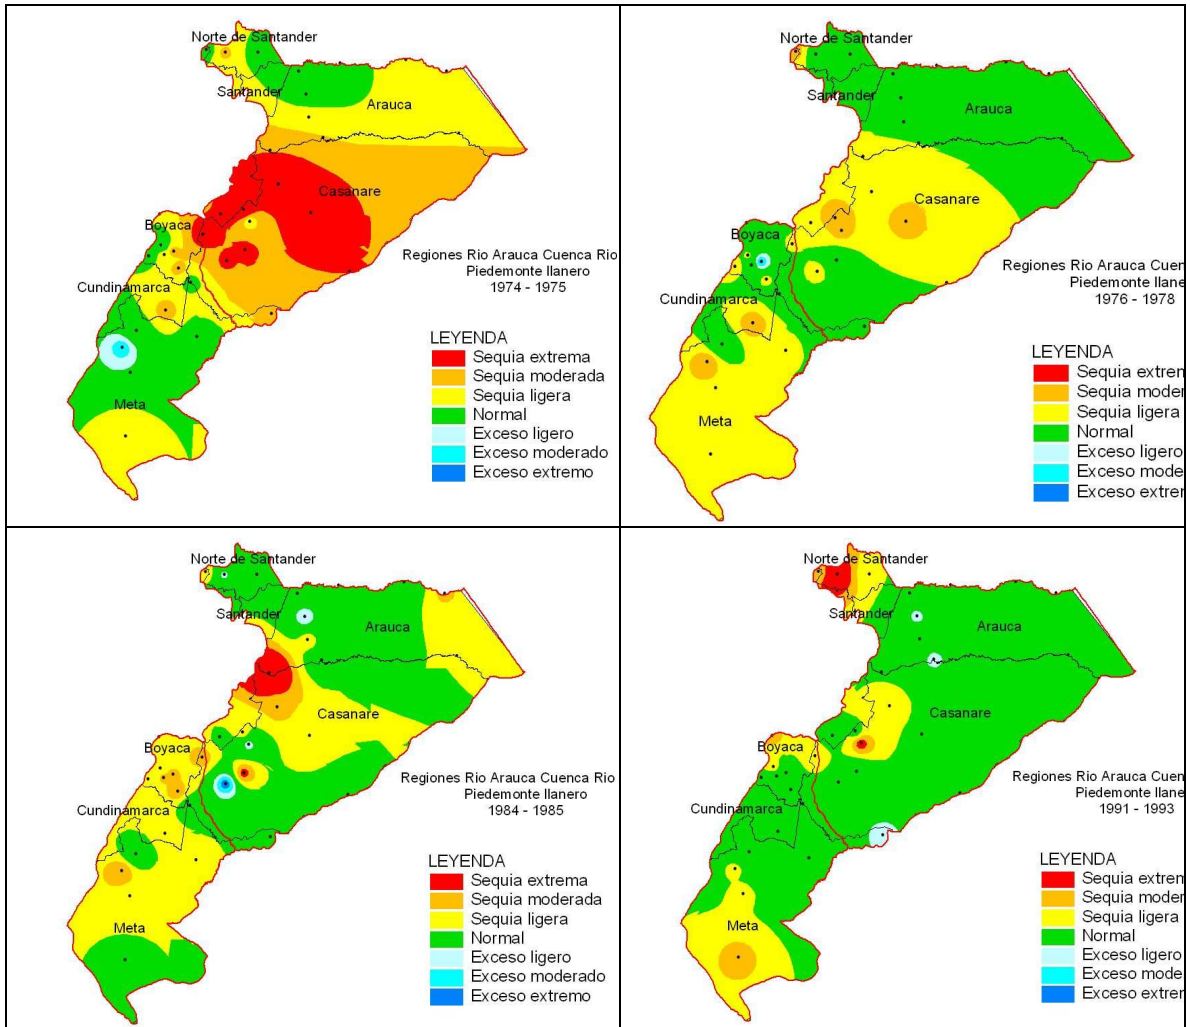 Norte de Santander
Santander
Arauca
Casanare
Boyaca
Regiones Rio Arauca Cuenca Rio
Piedemonte llanero
1974 - 1975
Cundinamarca
LEYENDA
Sequia extrema
Sequia moderada
Sequia ligera
Normal
Exceso ligero
Exceso moderado
Exceso extremo
Meta
Norte de Santander
Santander
Arauca
Casanare
Boyaca
Regiones Rio Arauca Cuen
Piedemonte llane
1976 - 1978
Cundinamarca
LEYENDA
Sequia extren
Sequia moder
Sequia ligera
Normal
Exceso ligero
Exceso mode
Exceso extrer
Meta
Norte de Santander
Santander
Arauca
Casanare
Boyaca
Regiones Rio Arauca Cuenca Rio
Piedemonte llanero
1984 - 1985
Cundinamarca
LEYENDA
Sequia extrema
Sequia moderada
Sequia ligera
Normal
Exceso ligero
Exceso moderado
Exceso extremo
Meta
Norte de Santander
Santander
Arauca
Casanare
Boyaca
Regiones Rio Arauca Cuen
Piedemonte llane
1991 - 1993
Cundinamarca
LEYENDA
Sequia extren
Sequia moder
Sequia ligera
Normal
Exceso ligero
Exceso mode
Exceso extrer
Meta